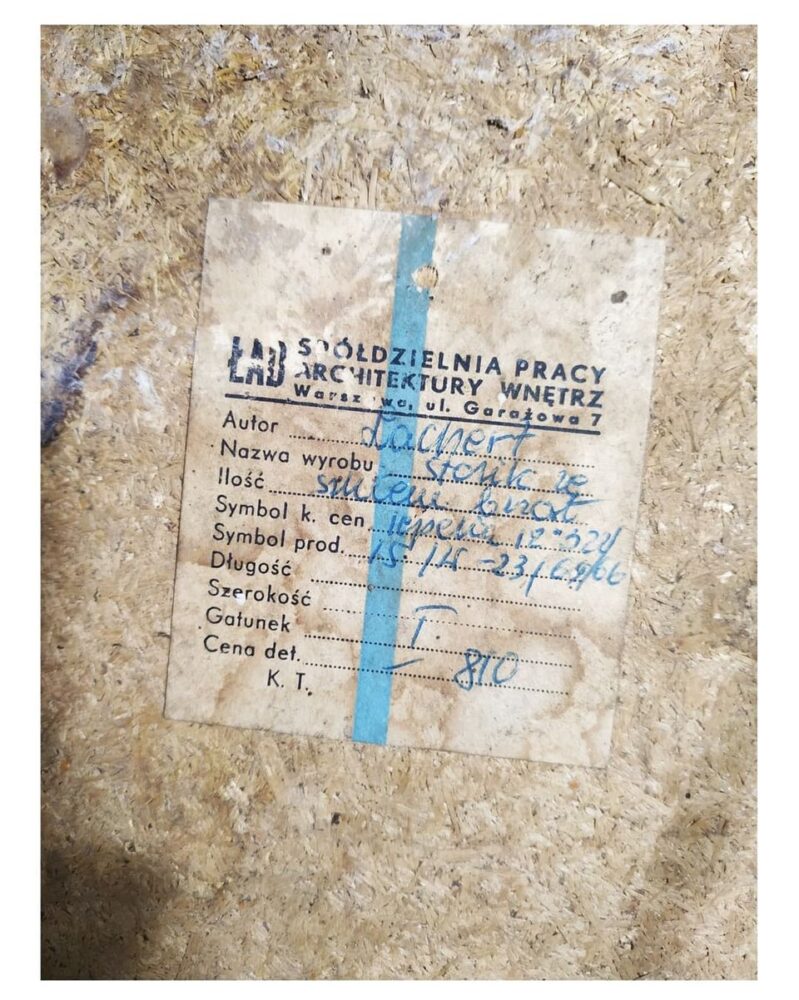 ŁAD SPÓŁDZIELNIA PRACY
ARCHITEKTURY WNĘTRZ
Warszawa, ul. Garażowa 7
Autor Lachert
Nazwa wyrobu stolik ze
Ilość
Symbol k. cen.
Symbol prod. 15
Długość
Szerokość
Gatunek I.
Cena det. — 810
K. T.